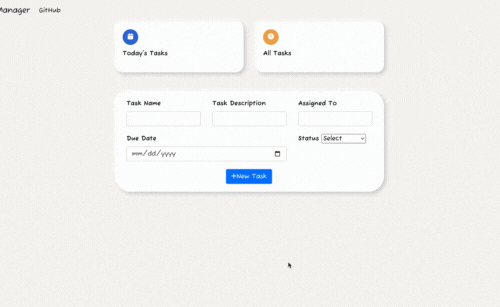 Manager GitHub
Today's Tasks
All Tasks
Task Name
Task Description
Assigned To
Due Date
Status Select
mm/dd/yyyy
+New Task